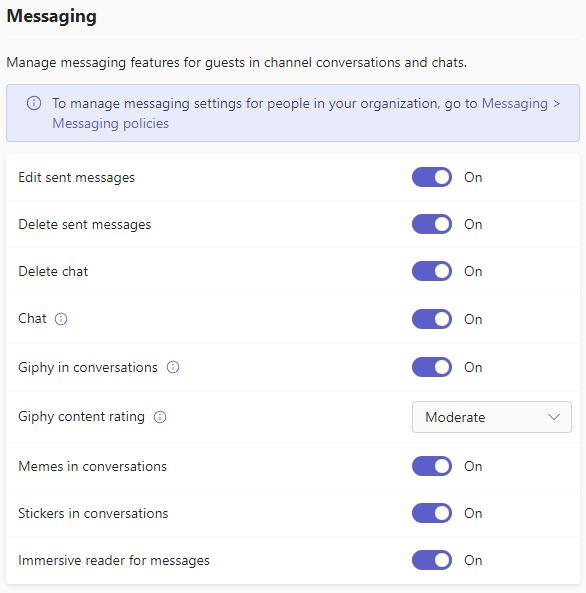 Messaging
Manage messaging features for guests in channel conversations and chats.
To manage messaging settings for people in your organization, go to Messaging >
Messaging policies
Edit sent messages On
Delete sent messages On
Delete chat On
Chat On
Giphy in conversations On
Giphy content rating Moderate
Memes in conversations On
Stickers in conversations On
Immersive reader for messages On